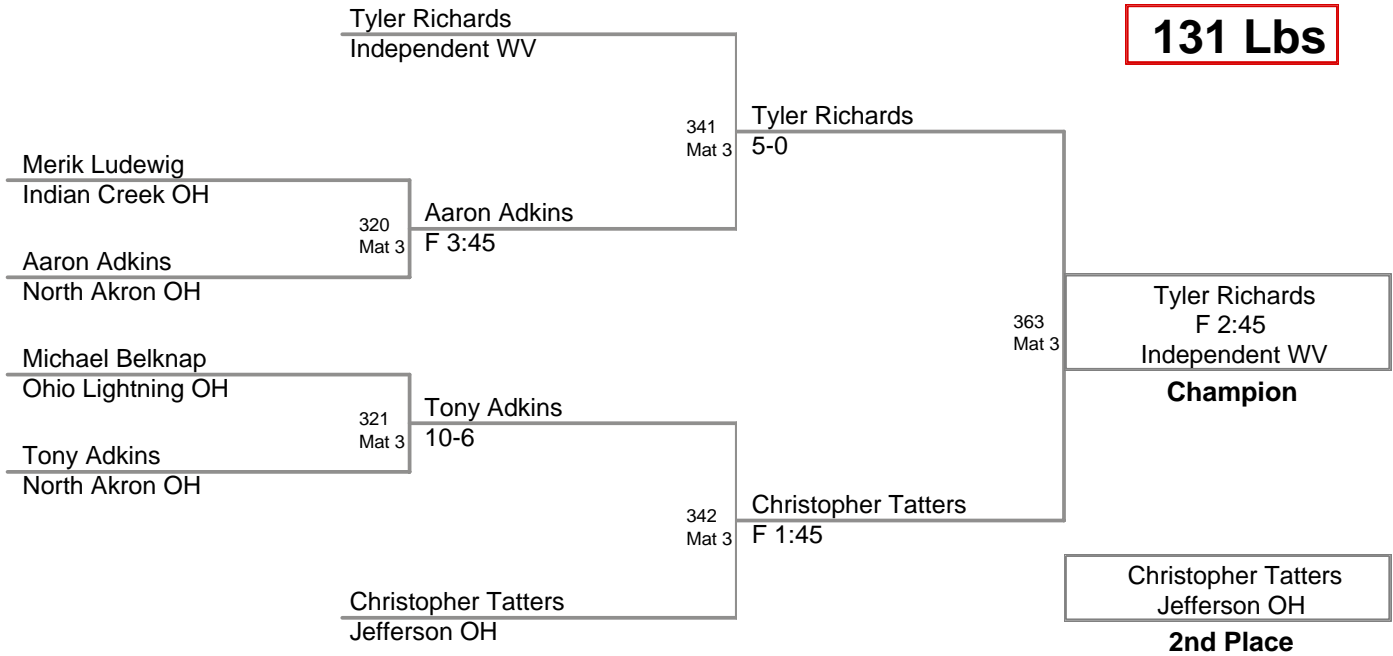 Tyler Richards
Independent WV
131 Lbs
341
Mat 3
Tyler Richards
5-0
Merik Ludewig
Indian Creek OH
320
Mat 3
Aaron Adkins
F 3:45
Aaron Adkins
North Akron OH
363
Mat 3
Tyler Richards
F 2:45
Independent WV
Champion
Michael Belknap
Ohio Lightning OH
321
Mat 3
Tony Adkins
10-6
Tony Adkins
North Akron OH
342
Mat 3
Christopher Tatters
F 1:45
Christopher Tatters
Jefferson OH
Christopher Tatters
Jefferson OH
2nd Place